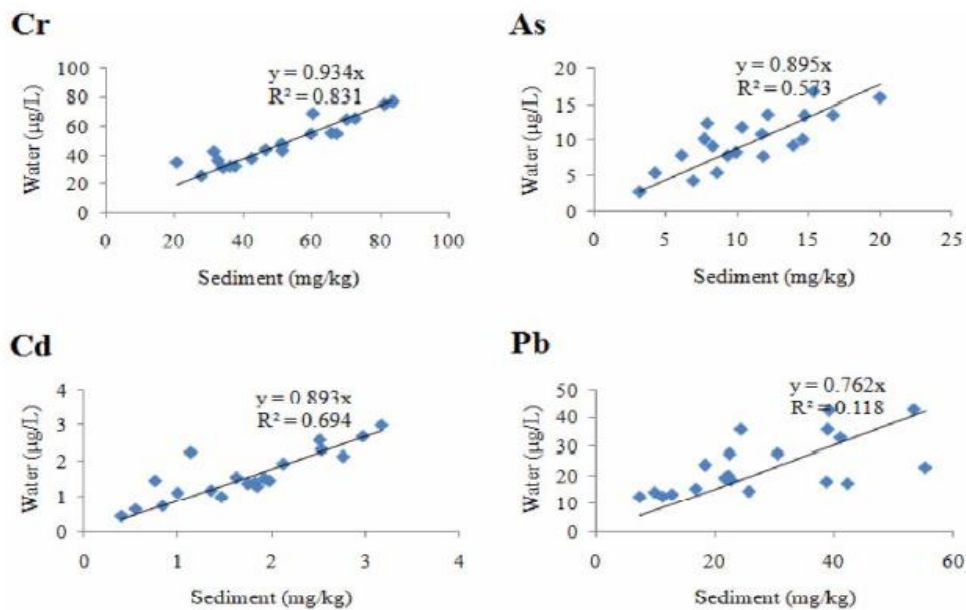 Cr
y = 0.934x
R² = 0.831
100
80
60
40
20
0
Water (µg/L)
0 20 40 60 80 100
Sediment (mg/kg)
As
y = 0.895x
R² = 0.573
20
15
10
5
0
Water (µg/L)
0 5 10 15 20 25
Sediment (mg/kg)
Cd
y = 0.893x
R² = 0.694
4
3
2
1
0
Water (µg/L)
0 1 2 3 4
Sediment (mg/kg)
Pb
y = 0.762x
R² = 0.118
50
40
30
20
10
0
Water (µg/L)
0 20 40 60
Sediment (mg/kg)